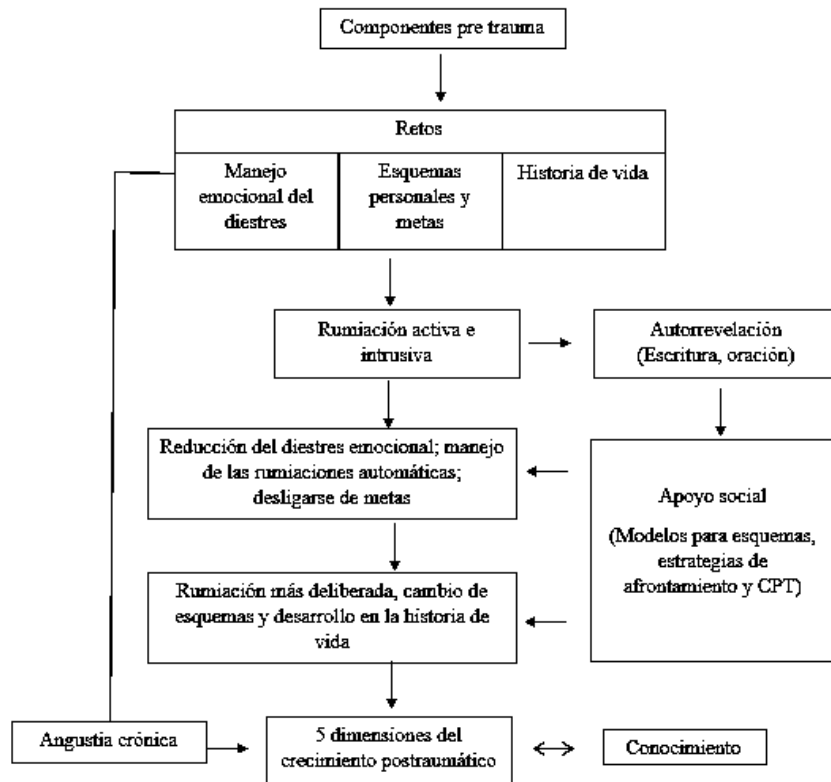 Componentes pre trauma
Retos
Manejo
emocional del
diestres
Esquemas
personales y
metas
Historia de vida
Rumiación activa e
intrusiva
Autorrevelación
(Escritura, oración)
Reducción del diestres emocional; manejo
de las rumiaciones automáticas;
desligarse de metas
Apoyo social
(Modelos para esquemas,
estrategias de
afrontamiento y CPT)
Rumiación más deliberada, cambio de
esquemas y desarrollo en la historia de
vida
Angustia crónica
5 dimensiones del
crecimiento postraumático
Conocimiento